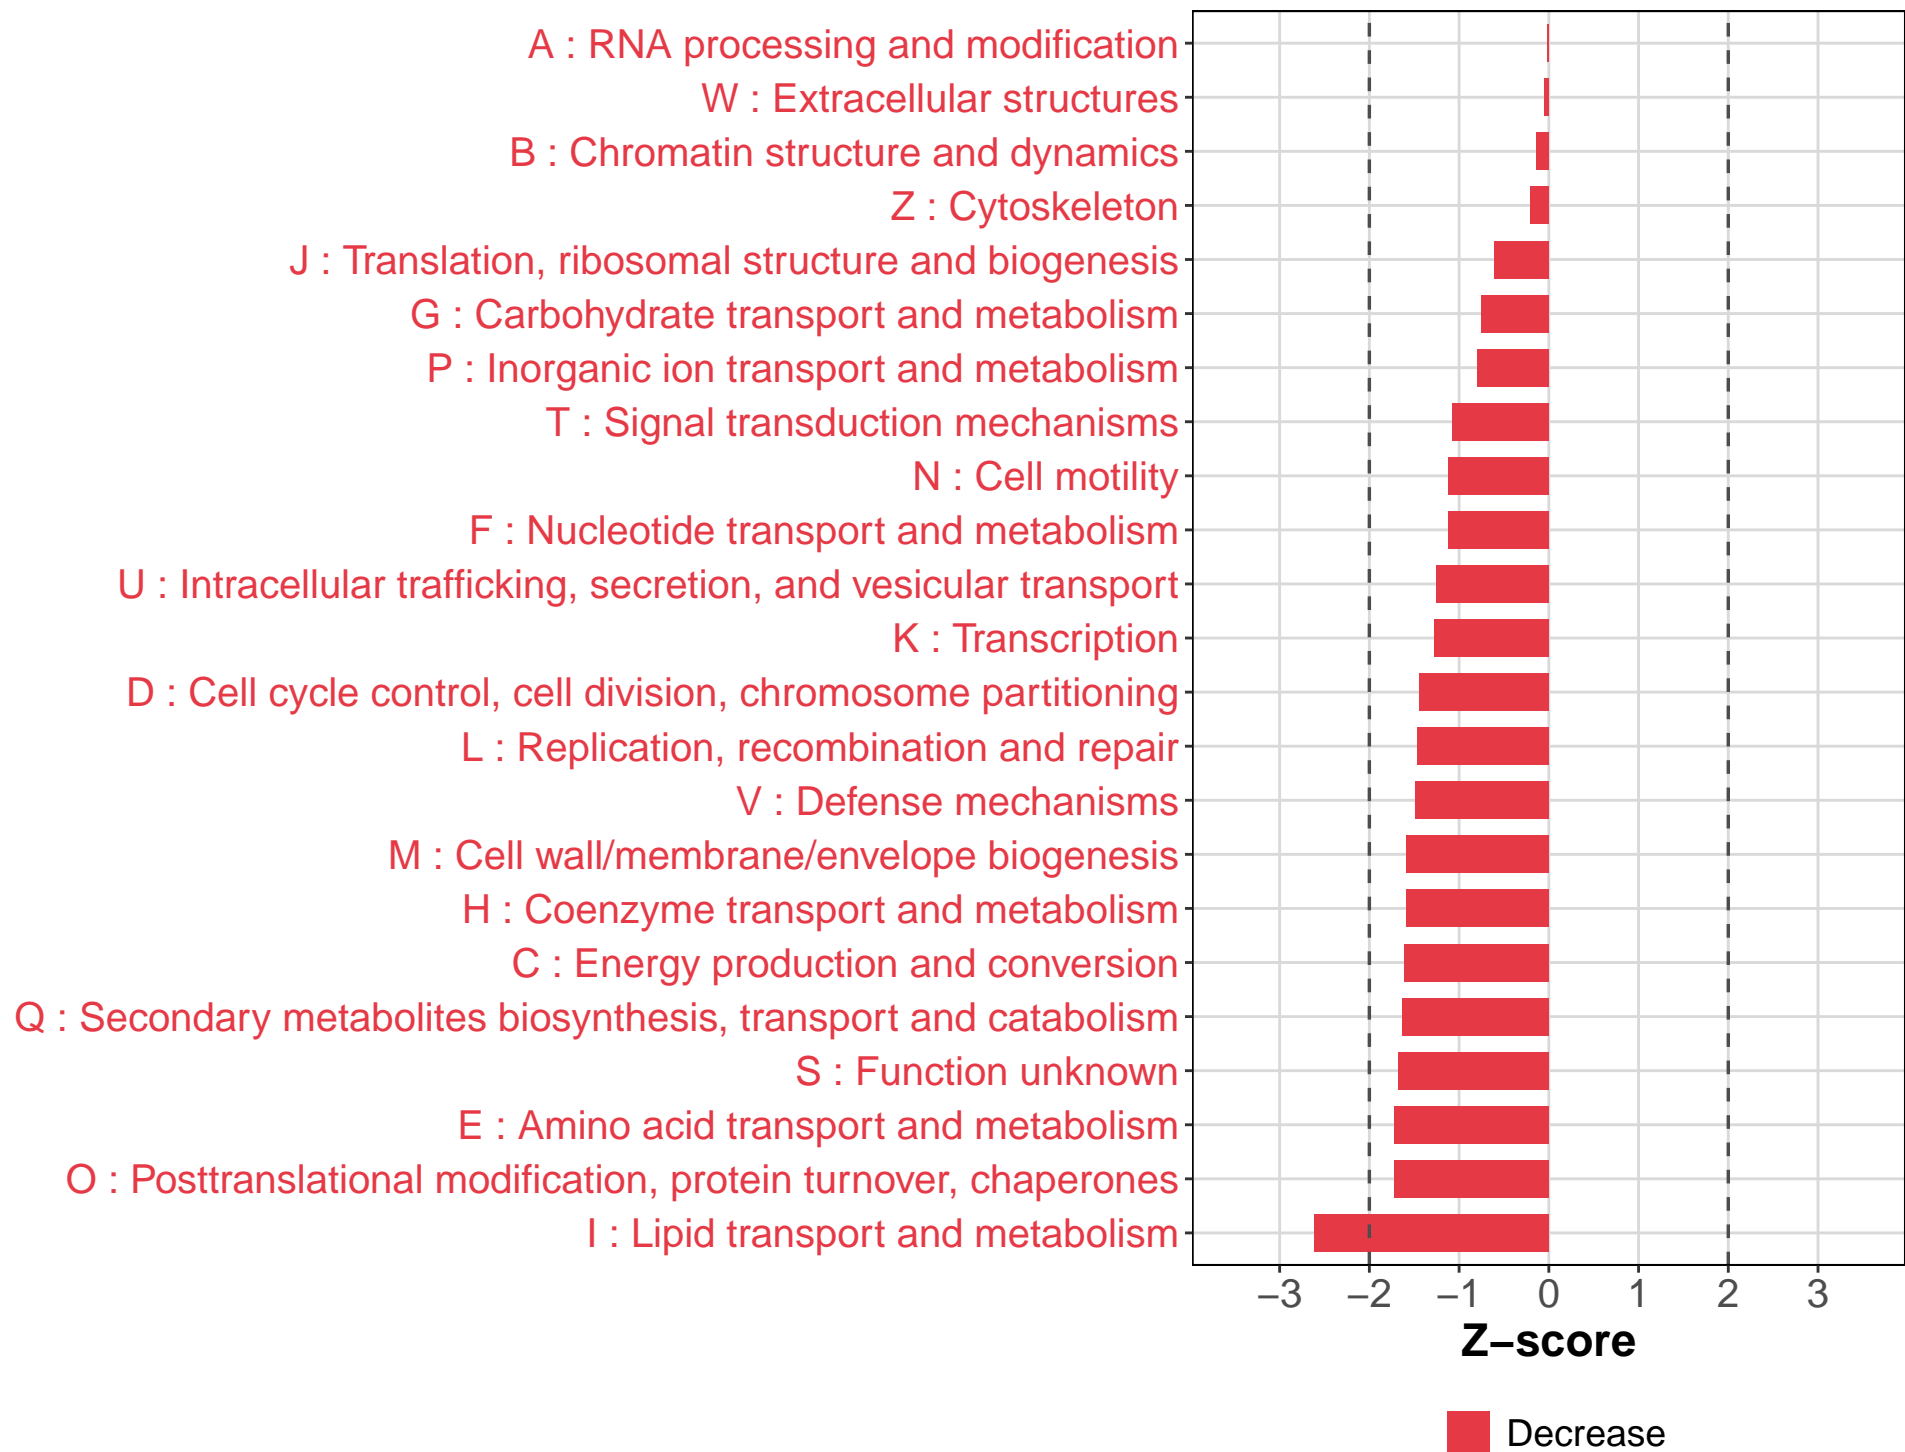 A : RNA processing and modification
W : Extracellular structures
B : Chromatin structure and dynamics
Z : Cytoskeleton
J : Translation, ribosomal structure and biogenesis
G : Carbohydrate transport and metabolism
P : Inorganic ion transport and metabolism
T : Signal transduction mechanisms
N : Cell motility
F : Nucleotide transport and metabolism
U : Intracellular trafficking, secretion, and vesicular transport
K : Transcription
D : Cell cycle control, cell division, chromosome partitioning
L : Replication, recombination and repair
V : Defense mechanisms
M : Cell wall/membrane/envelope biogenesis
H : Coenzyme transport and metabolism
C : Energy production and conversion
Q : Secondary metabolites biosynthesis, transport and catabolism
S : Function unknown
E : Amino acid transport and metabolism
O : Posttranslational modification, protein turnover, chaperones
I : Lipid transport and metabolism
−3 −2 −1 0 1 2 3
Z−score
Decrease